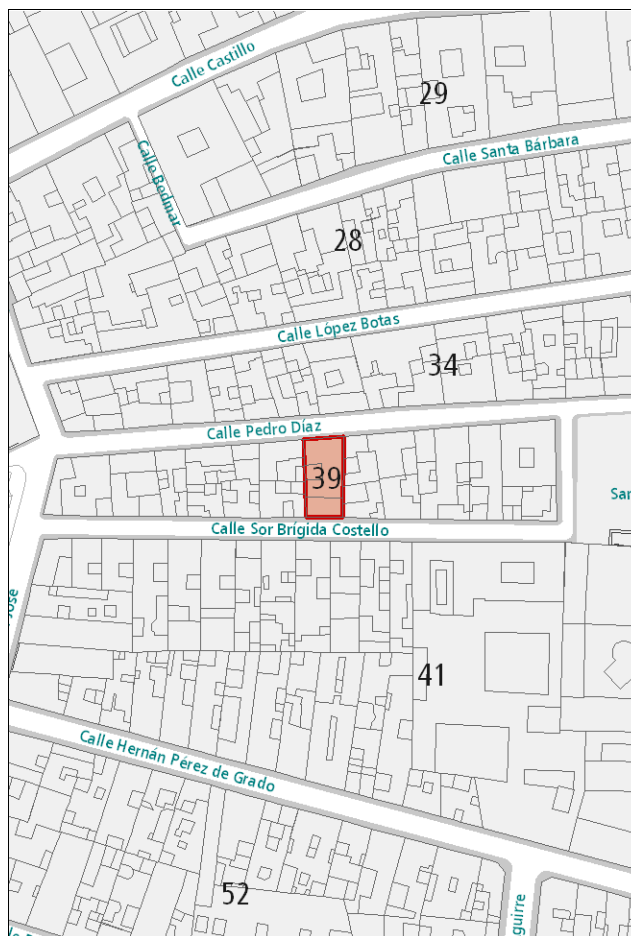 Calle Castillo
29
Calle Santa Bárbara
Calle Bedmar
28
Calle López Botas
34
Calle Pedro Díaz
39
Calle Sor Brígida Costello
41
Calle Hernán Pérez de Grado
52